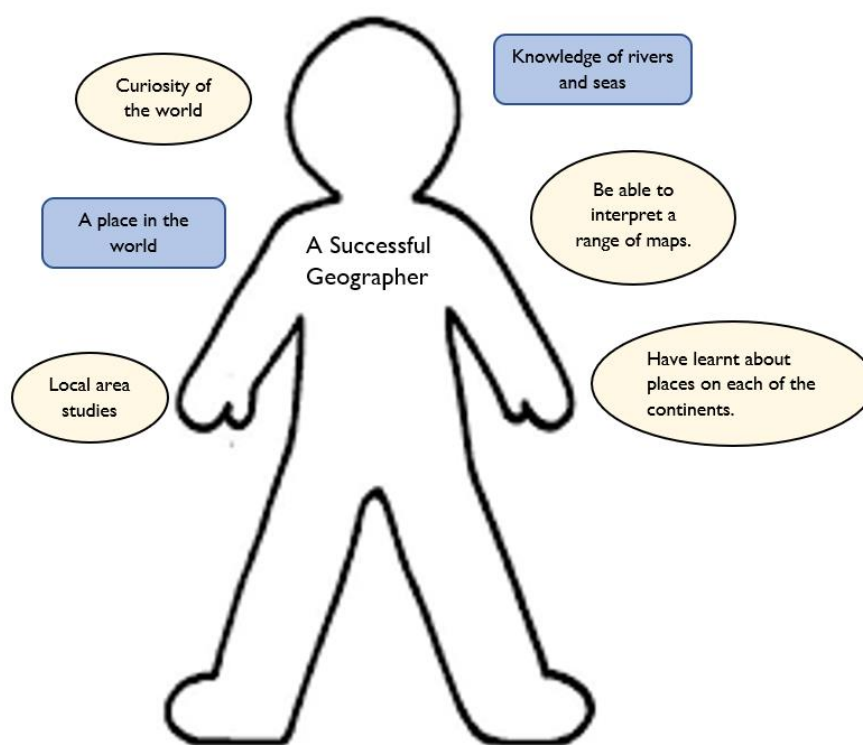 Curiosity of
the world
Knowledge of rivers
and seas
A place in the
world
Be able to
interpret a
range of maps.
A Successful
Geographer
Local area
studies
Have learnt about
places on each of the
continents.